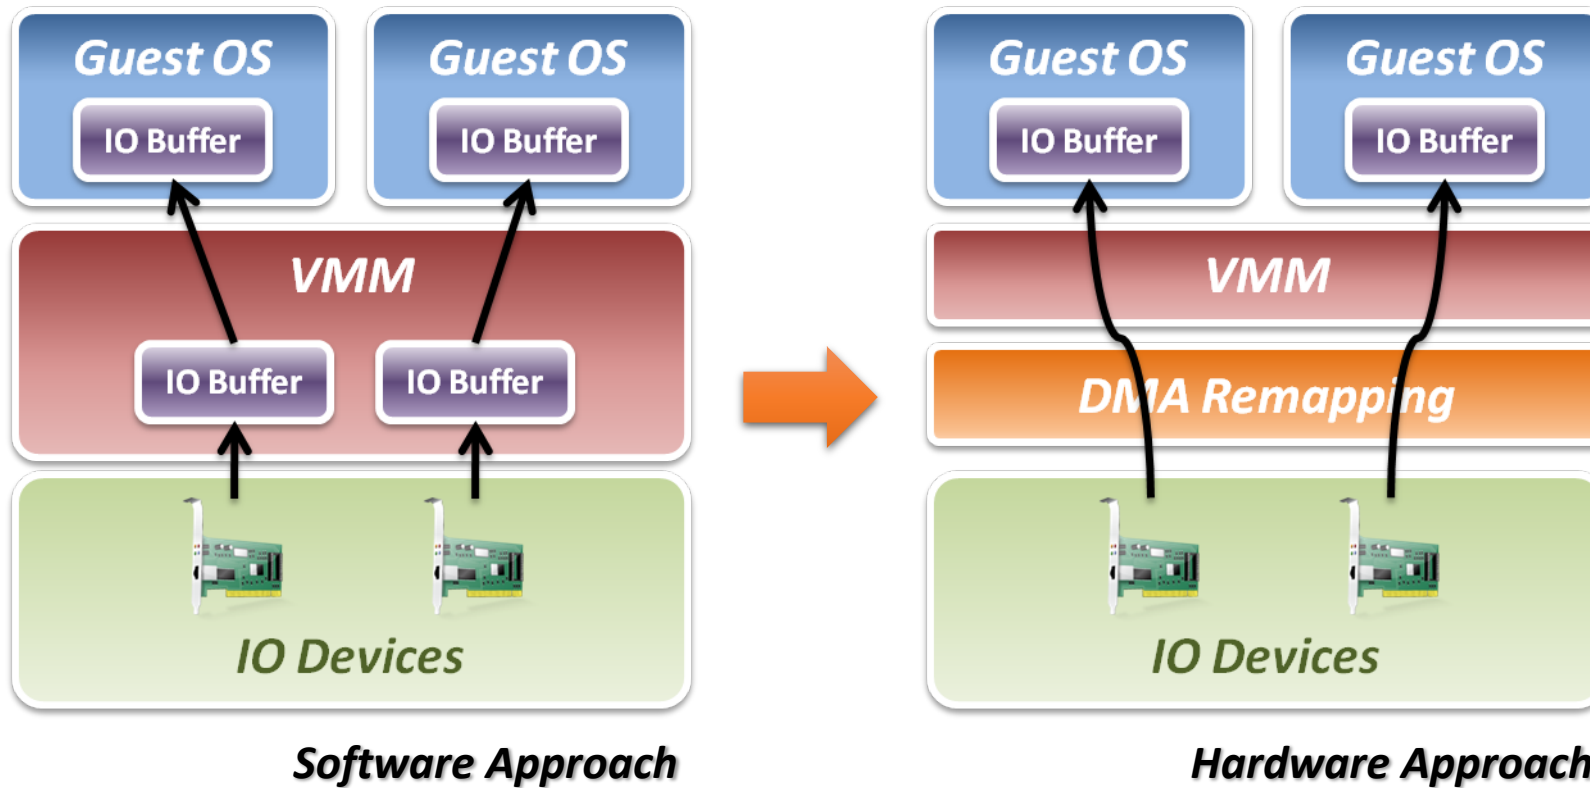 Guest OS
IO Buffer
Guest OS
IO Buffer
VMM
IO Buffer
IO Buffer
IO Devices
Software Approach
Guest OS
IO Buffer
Guest OS
IO Buffer
VMM
DMA Remapping
IO Devices
Hardware Approach